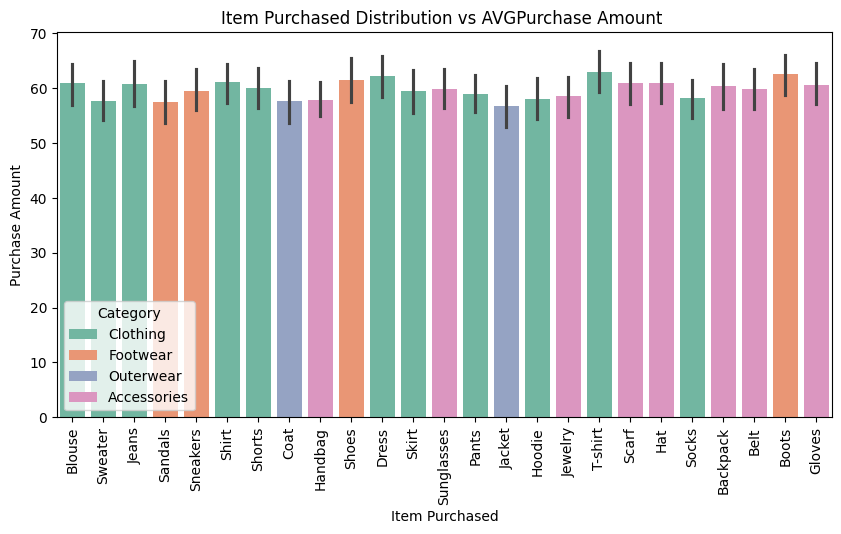 Item Purchased Distribution vs AVGPurchase Amount
70
60
50
40
30
20
10
0
Purchase Amount
Category
Clothing
Footwear
Outerwear
Accessories
Blouse
Sweater
Jeans
Sandals
Sneakers
Shirt
Shorts
Coat
Handbag
Shoes
Dress
Skirt
Sunglasses
Pants
Jacket
Hoodie
Jewelry
T-shirt
Scarf
Hat
Socks
Backpack
Belt
Boots
Gloves
Item Purchased